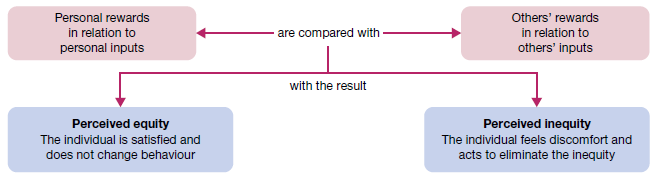 Personal rewards
in relation to
personal inputs
are compared with
Others’ rewards
in relation to
others’ inputs
with the result
Perceived equity
The individual is satisfied and
does not change behaviour
Perceived inequity
The individual feels discomfort and
acts to eliminate the inequity